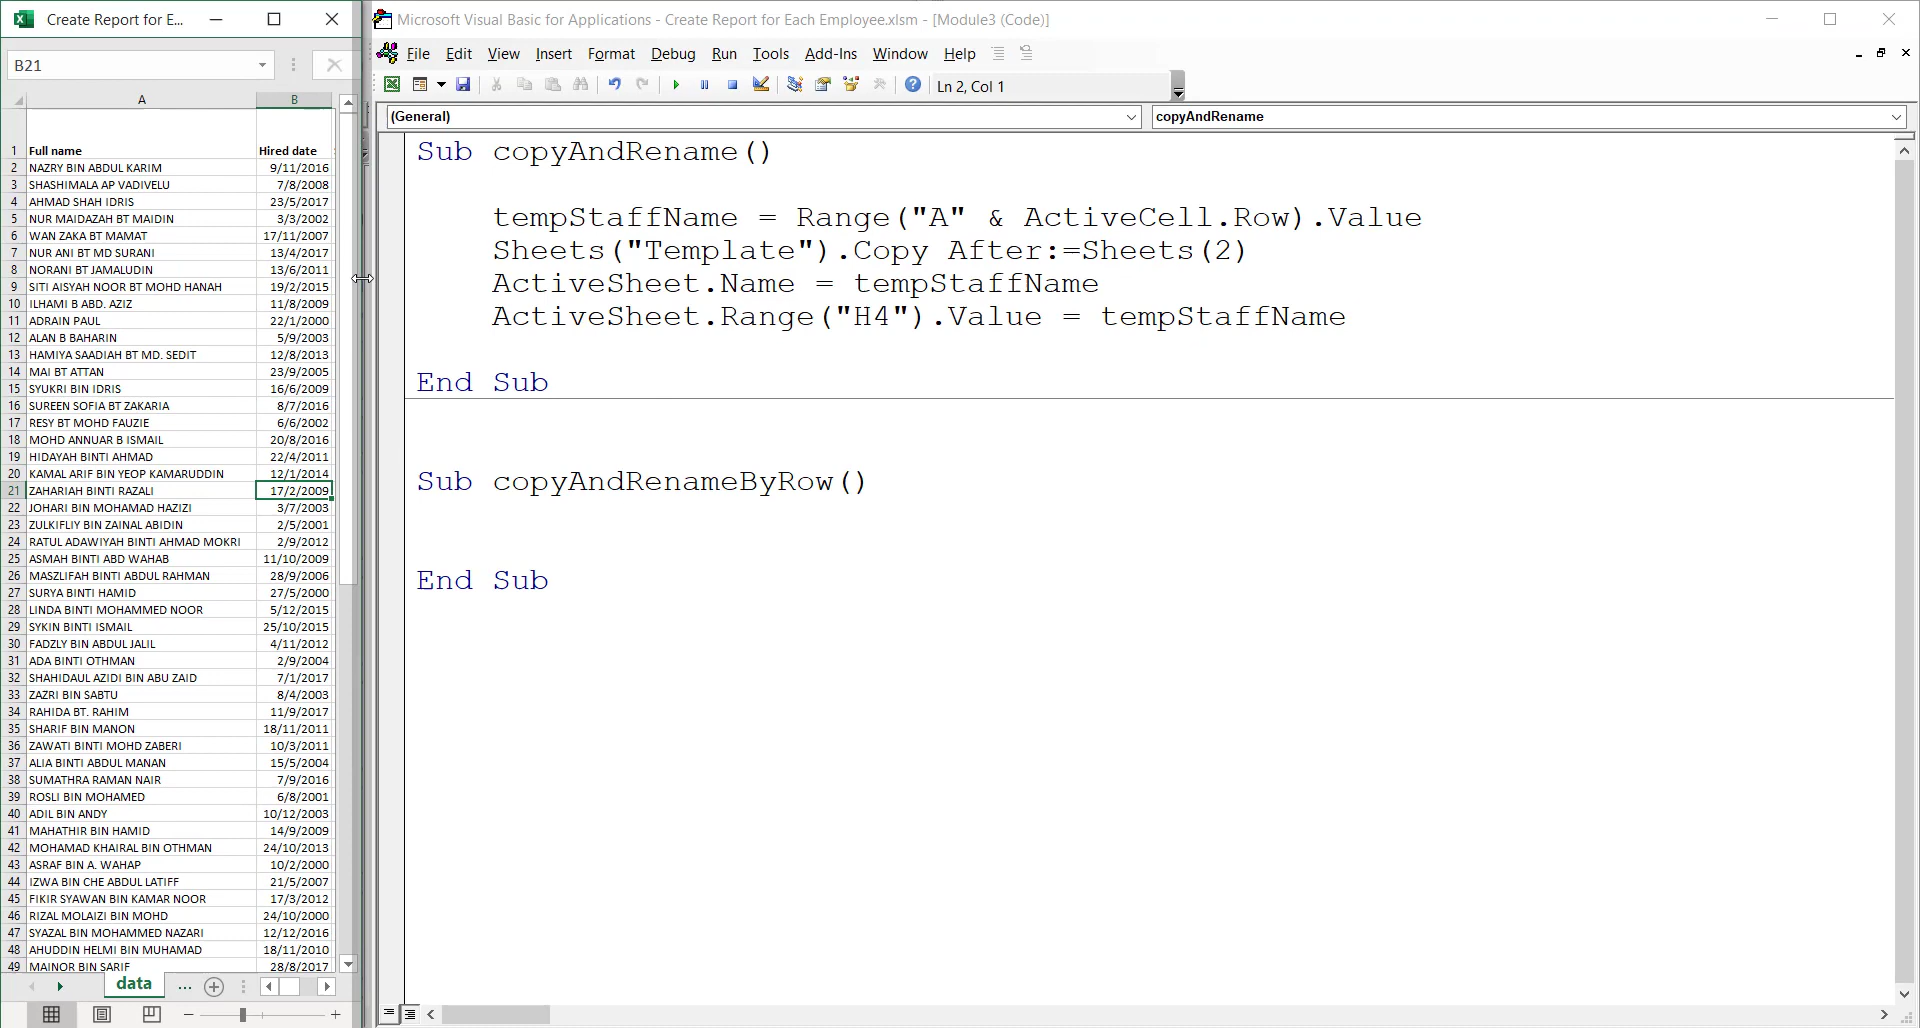 Create Report for E...
Microsoft Visual Basic for Applications - Create Report for Each Employee.xlsm - [Module3 (Code)]
File Edit View Insert Format Debug Run Tools Add-Ins Window Help
B21
Ln 2, Col 1
(General)
copyAndRename
A B
1 Full name Hired date
2 NAZRY BIN ABDUL KARIM 9/11/2016
3 SHASHIMALA AP VADIVELU 7/8/2008
4 AHMAD SHAH IDRIS 23/5/2017
5 NUR MAIDAZAH BT MAIDIN 3/3/2002
6 WAN ZAKA BT MAMAT 17/11/2007
7 NUR ANI BT MD SURANI 13/4/2017
8 NORANI BT JAMALUDIN 13/6/2011
9 SITI AISYAH NOOR BT MOHD HANAH 19/2/2015
10 ILHAMI B ABD. AZIZ 11/8/2009
11 ADRAIN PAUL 22/1/2000
12 ALAN B BAHARIN 5/9/2003
13 HAMIYA SAADIAH BT MD. SEDIT 12/8/2013
14 MAI BT ATTAN 23/9/2005
15 SYUKRI BIN IDRIS 16/6/2009
16 SUREEN SOFIA BT ZAKARIA 8/7/2016
17 RESY BT MOHD FAUZIE 6/6/2002
18 MOHD ANNUAR B ISMAIL 20/8/2016
19 HIDAYAH BINTI AHMAD 22/4/2011
20 KAMAL ARIF BIN YEOP KAMARUDDIN 12/1/2014
21 ZAHARIAH BINTI RAZALI 17/2/2009
22 JOHARI BIN MOHAMAD HAZIZI 3/7/2003
23 ZULKIFLIY BIN ZAINAL ABIDIN 2/5/2001
24 RATUL ADAWIYAH BINTI AHMAD MOKRI 2/9/2012
25 ASMAH BINTI ABD WAHAB 11/10/2009
26 MASZLIFAH BINTI ABDUL RAHMAN 28/9/2006
27 SURYA BINTI HAMID 27/5/2000
28 LINDA BINTI MOHAMMED NOOR 5/12/2015
29 SYKIN BINTI ISMAIL 25/10/2015
30 FADZLY BIN ABDUL JALIL 4/11/2012
31 ADA BINTI OTHMAN 2/9/2004
32 SHAHIDAUL AZIDI BIN ABU ZAID 7/1/2017
33 ZAZRI BIN SABTU 8/4/2003
34 RAHIDA BT. RAHIM 11/9/2017
35 SHARIF BIN MANON 18/11/2011
36 ZAWATI BINTI MOHD ZABERI 10/3/2011
37 ALIA BINTI ABDUL MANAN 15/5/2004
38 SUMATHRA RAMAN NAIR 7/9/2016
39 ROSLI BIN MOHAMED 6/8/2001
40 ADIL BIN ANDY 10/12/2003
41 MAHATHIR BIN HAMID 14/9/2009
42 MOHAMAD KHAIRAL BIN OTHMAN 24/10/2013
43 ASRAF BIN A. WAHAP 10/2/2000
44 IZWA BIN CHE ABDUL LATIFF 21/5/2007
45 FIKIR SYAWAN BIN KAMAR NOOR 17/3/2012
46 RIZAL MOLAIZI BIN MOHD 24/10/2000
47 SYAZAL BIN MOHAMMED NAZARI 12/12/2016
48 AHUDDIN HELMI BIN MUHAMAD 18/11/2010
49 MAINOR BIN SARIF 28/8/2017
data ...
Sub copyAndRename()
tempStaffName = Range("A" & ActiveCell.Row).Value
Sheets("Template").Copy After:=Sheets(2)
ActiveSheet.Name = tempStaffName
ActiveSheet.Range("H4").Value = tempStaffName
End Sub
Sub copyAndRenameByRow()
End Sub